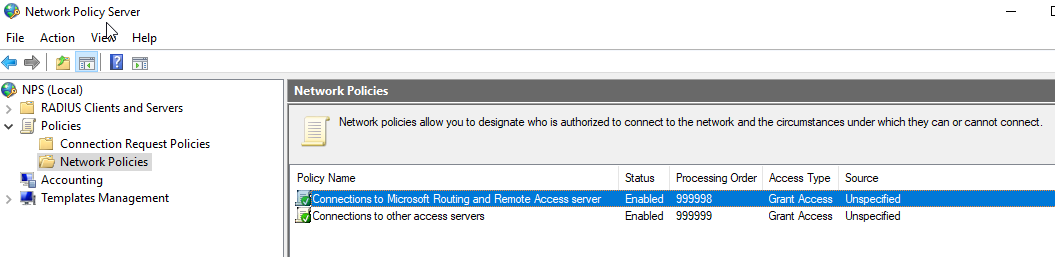 Network Policy Server
File Action View Help
NPS (Local)
RADIUS Clients and Servers
Policies
Connection Request Policies
Network Policies
Accounting
Templates Management
Network Policies
Network policies allow you to designate who is authorized to connect to the network and the circumstances under which they can or cannot connect.
Policy Name Status Processing Order Access Type Source
Connections to Microsoft Routing and Remote Access server Enabled 999998 Grant Access Unspecified
Connections to other access servers Enabled 999999 Grant Access Unspecified